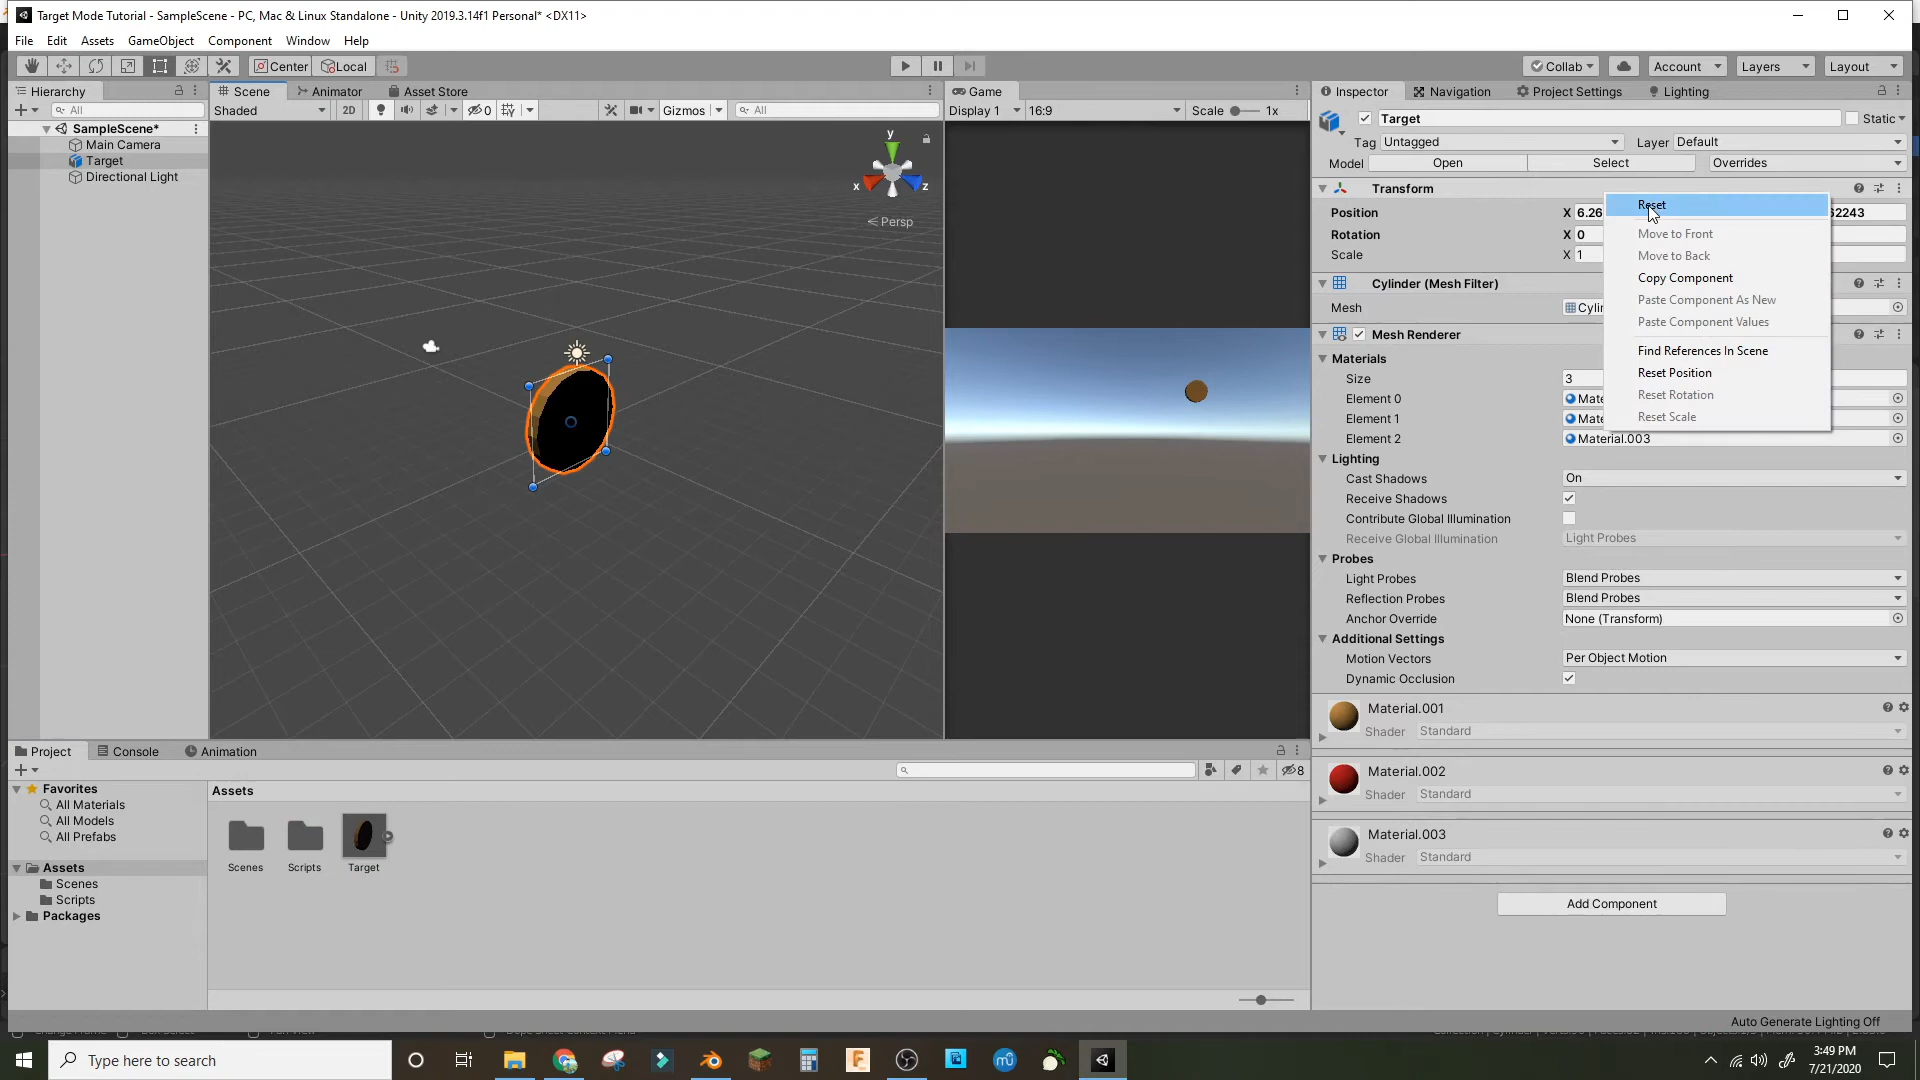 Target Mode Tutorial - SampleScene - PC, Mac & Linux Standalone - Unity 2019.3.14f1 Personal* <DX11>
File Edit Assets GameObject Component Window Help
Center Local Collab Account Layers Layout
Hierarchy
All
SampleScene*
Main Camera
Target
Directional Light
Scene Animator Asset Store
Shaded 2D 0 Gizmos All
y
x z
Persp
Game
Display 1 16:9 Scale 1x
Inspector Navigation Project Settings Lighting
Target Static
Tag Untagged Layer Default
Model Open Select Overrides
Transform
Position X 6.26 62243
Rotation X 0
Scale X 1
Reset
Move to Front
Move to Back
Copy Component
Paste Component As New
Paste Component Values
Find References In Scene
Reset Position
Reset Rotation
Reset Scale
Cylinder (Mesh Filter)
Mesh Cylin
Mesh Renderer
Materials
Size 3
Element 0 Mate
Element 1 Mate
Element 2 Material.003
Lighting
Cast Shadows On
Receive Shadows
Contribute Global Illumination
Receive Global Illumination Light Probes
Probes
Light Probes Blend Probes
Reflection Probes Blend Probes
Anchor Override None (Transform)
Additional Settings
Motion Vectors Per Object Motion
Dynamic Occlusion
Material.001
Shader Standard
Material.002
Shader Standard
Material.003
Shader Standard
Add Component
Project Console Animation
8
Favorites
All Materials
All Models
All Prefabs
Assets
Scenes
Scripts
Packages
Assets
Scenes Scripts Target
Auto Generate Lighting Off
Type here to search
3:49 PM
7/21/2020